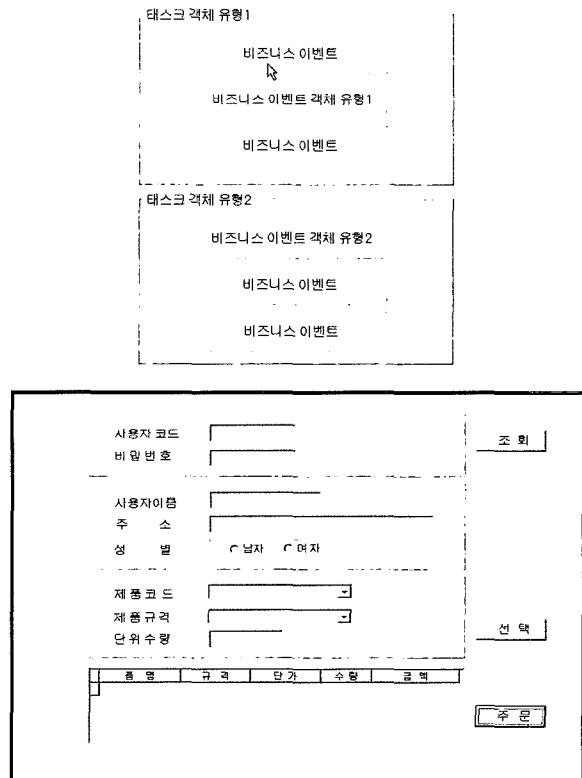 태스크 객체 유형1
비즈니스 이벤트
비즈니스 이벤트 객체 유형1
비즈니스 이벤트
태스크 객체 유형2
비즈니스 이벤트 객체 유형2
비즈니스 이벤트
비즈니스 이벤트
사용자 코드
조 회
비 밀 번 호
사용자이름
주 소
성 별 남자 여자
제 품 코 드
제 품 규 격
선 택
단 위 수 량
품 명 규 격 단 가 수 량 금 액
주 문